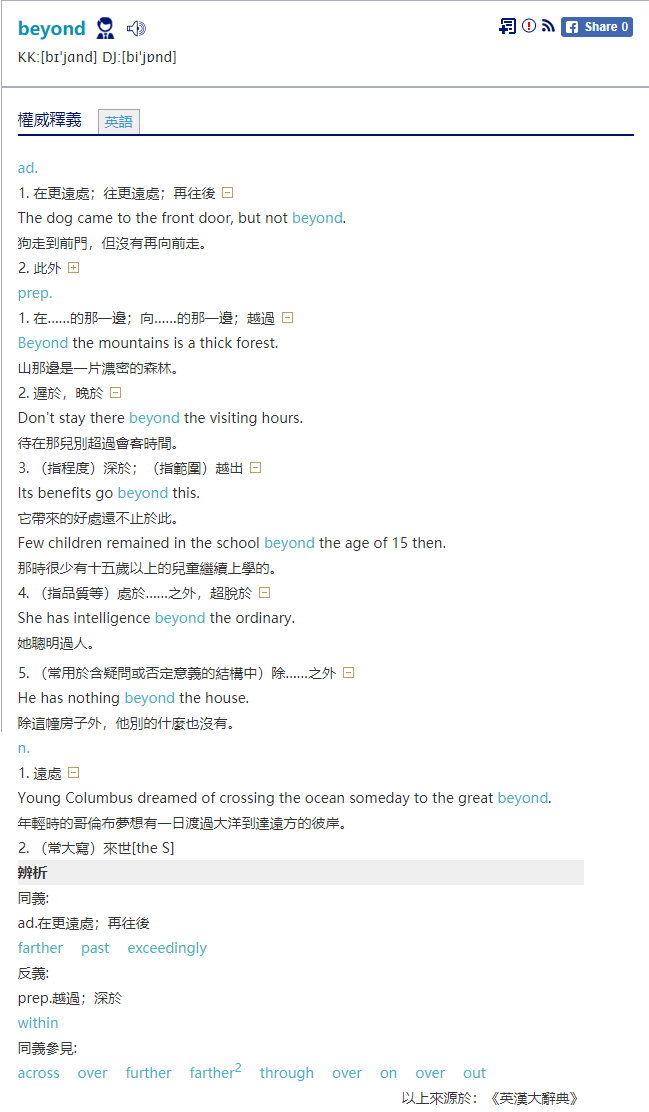 beyond
Share 0
KK:[bɪˈjɑnd] DJ:[biˈjɒnd]
權威釋義 英語
ad.
1. 在更遠處；往更遠處；再往後
The dog came to the front door, but not beyond.
狗走到前門，但沒有再向前走。
2. 此外
prep.
1. 在……的那一邊；向……的那一邊；越過
Beyond the mountains is a thick forest.
山那邊是一片濃密的森林。
2. 遲於，晚於
Don't stay there beyond the visiting hours.
待在那兒別超過會客時間。
3. （指程度）深於；（指範圍）越出
Its benefits go beyond this.
它帶來的好處還不止於此。
Few children remained in the school beyond the age of 15 then.
那時很少有十五歲以上的兒童繼續上學的。
4. （指品質等）處於……之外，超脫於
She has intelligence beyond the ordinary.
她聰明過人。
5. （常用於含疑問或否定意義的結構中）除……之外
He has nothing beyond the house.
除這幢房子外，他別的什麼也沒有。
n.
1. 遠處
Young Columbus dreamed of crossing the ocean someday to the great beyond.
年輕時的哥倫布夢想有一日渡過大洋到達遠方的彼岸。
2. （常大寫）來世[the S]
辨析
同義:
ad.在更遠處；再往後
farther past exceedingly
反義:
prep.越過；深於
within
同義參見:
across over further farther2 through over on over out
以上來源於：《英漢大辭典》